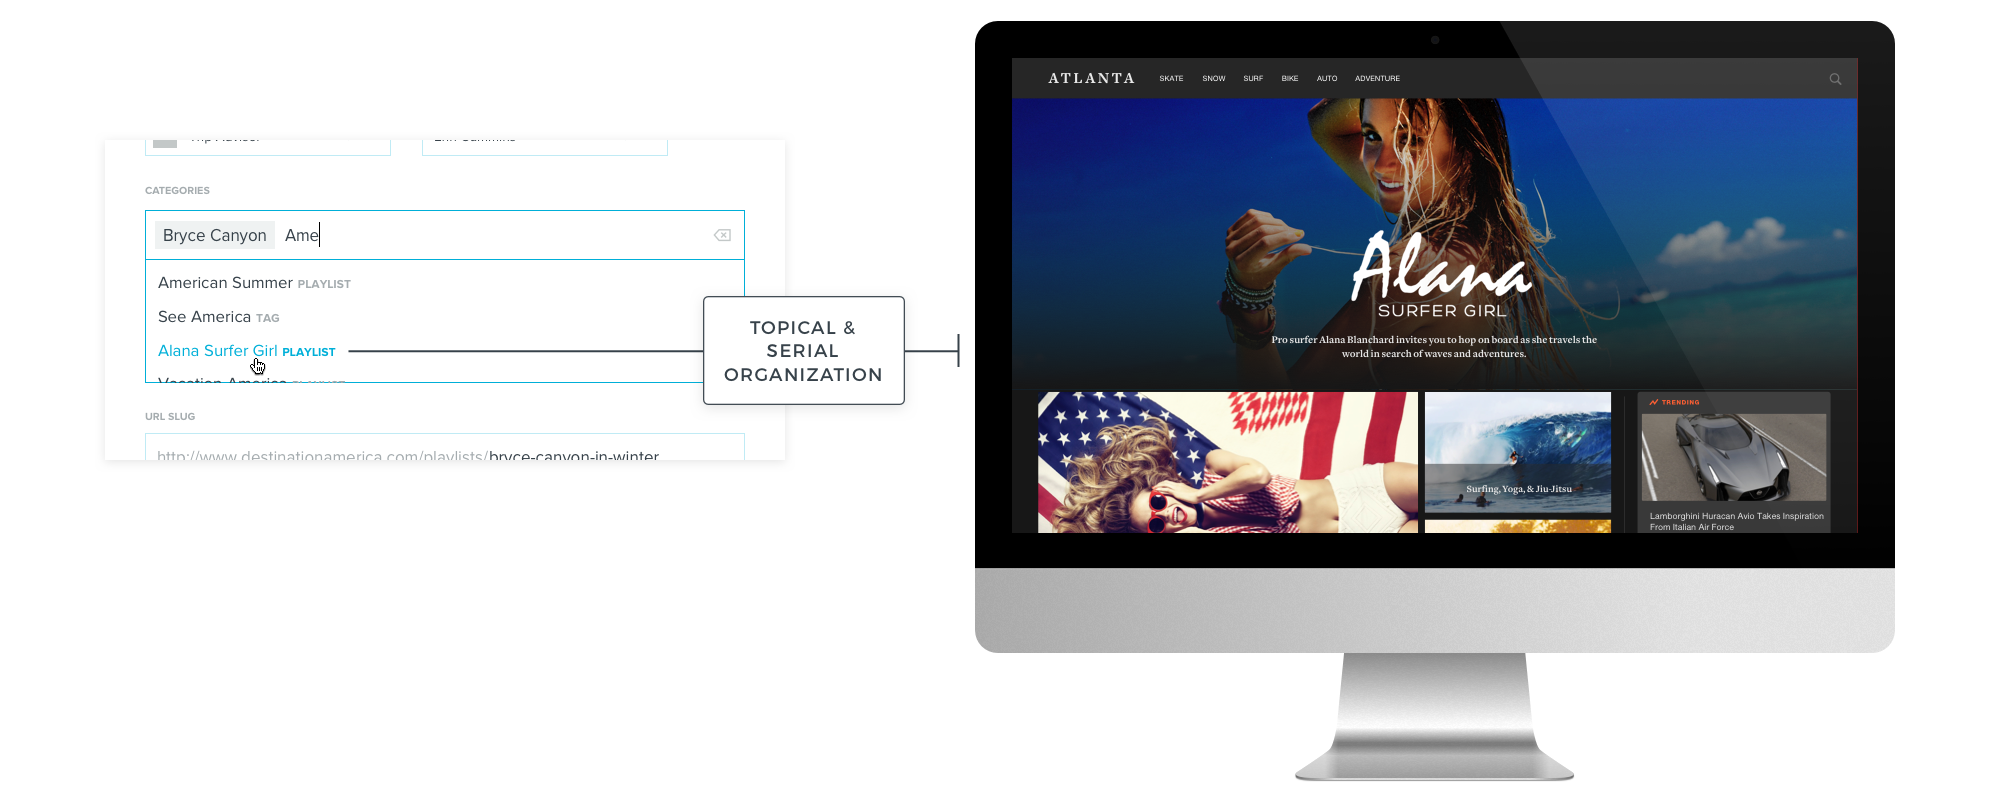 CATEGORIES
Bryce Canyon Ame
American Summer PLAYLIST
See America TAG
Alana Surfer Girl PLAYLIST
Vacation America PLAYLIST
URL SLUG
http://www.destinationamerica.com/playlists/bryce-canyon-in-winter
TOPICAL &
SERIAL
ORGANIZATION
ATLANTA SKATE SNOW SURF BIKE AUTO ADVENTURE
Alana
SURFER GIRL
Pro surfer Alana Blanchard invites you to hop on board as she travels the
world in search of waves and adventures.
Surfing, Yoga, & Jiu-Jitsu
TRENDING
Lamborghini Huracan Avio Takes Inspiration
From Italian Air Force